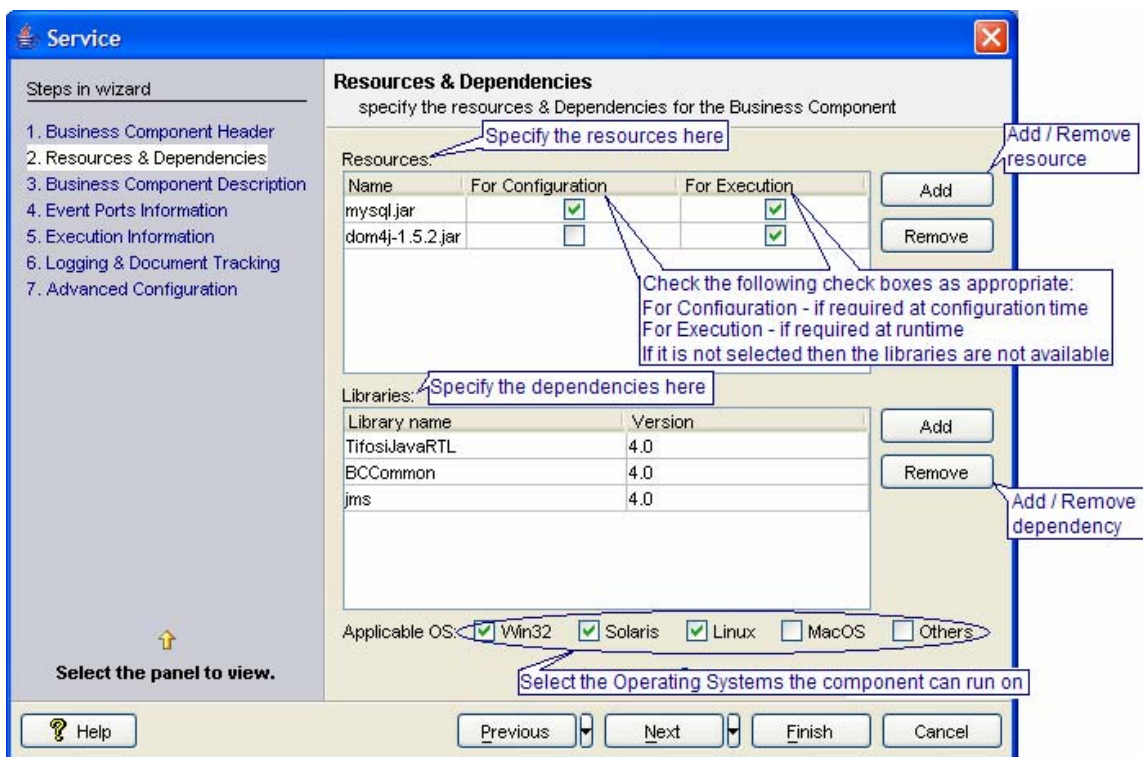 Service
Steps in wizard
1. Business Component Header
2. Resources & Dependencies
3. Business Component Description
4. Event Ports Information
5. Execution Information
6. Logging & Document Tracking
7. Advanced Configuration
Select the panel to view.
Resources & Dependencies
specify the resources & Dependencies for the Business Component
Specify the resources here
Add / Remove
resource
Resources:
Name For Configuration For Execution
mysql.jar
dom4j-1.5.2.jar
Add
Remove
Check the following check boxes as appropriate:
For Configuration - if required at configuration time
For Execution - if required at runtime
If it is not selected then the libraries are not available
Specify the dependencies here
Libraries:
Library name Version
TifosiJavaRTL 4.0
BCCommon 4.0
jms 4.0
Add
Remove
Add / Remove
dependency
Applicable OS: Win32 Solaris Linux MacOS Others
Select the Operating Systems the component can run on
Help
Previous
Next
Finish
Cancel